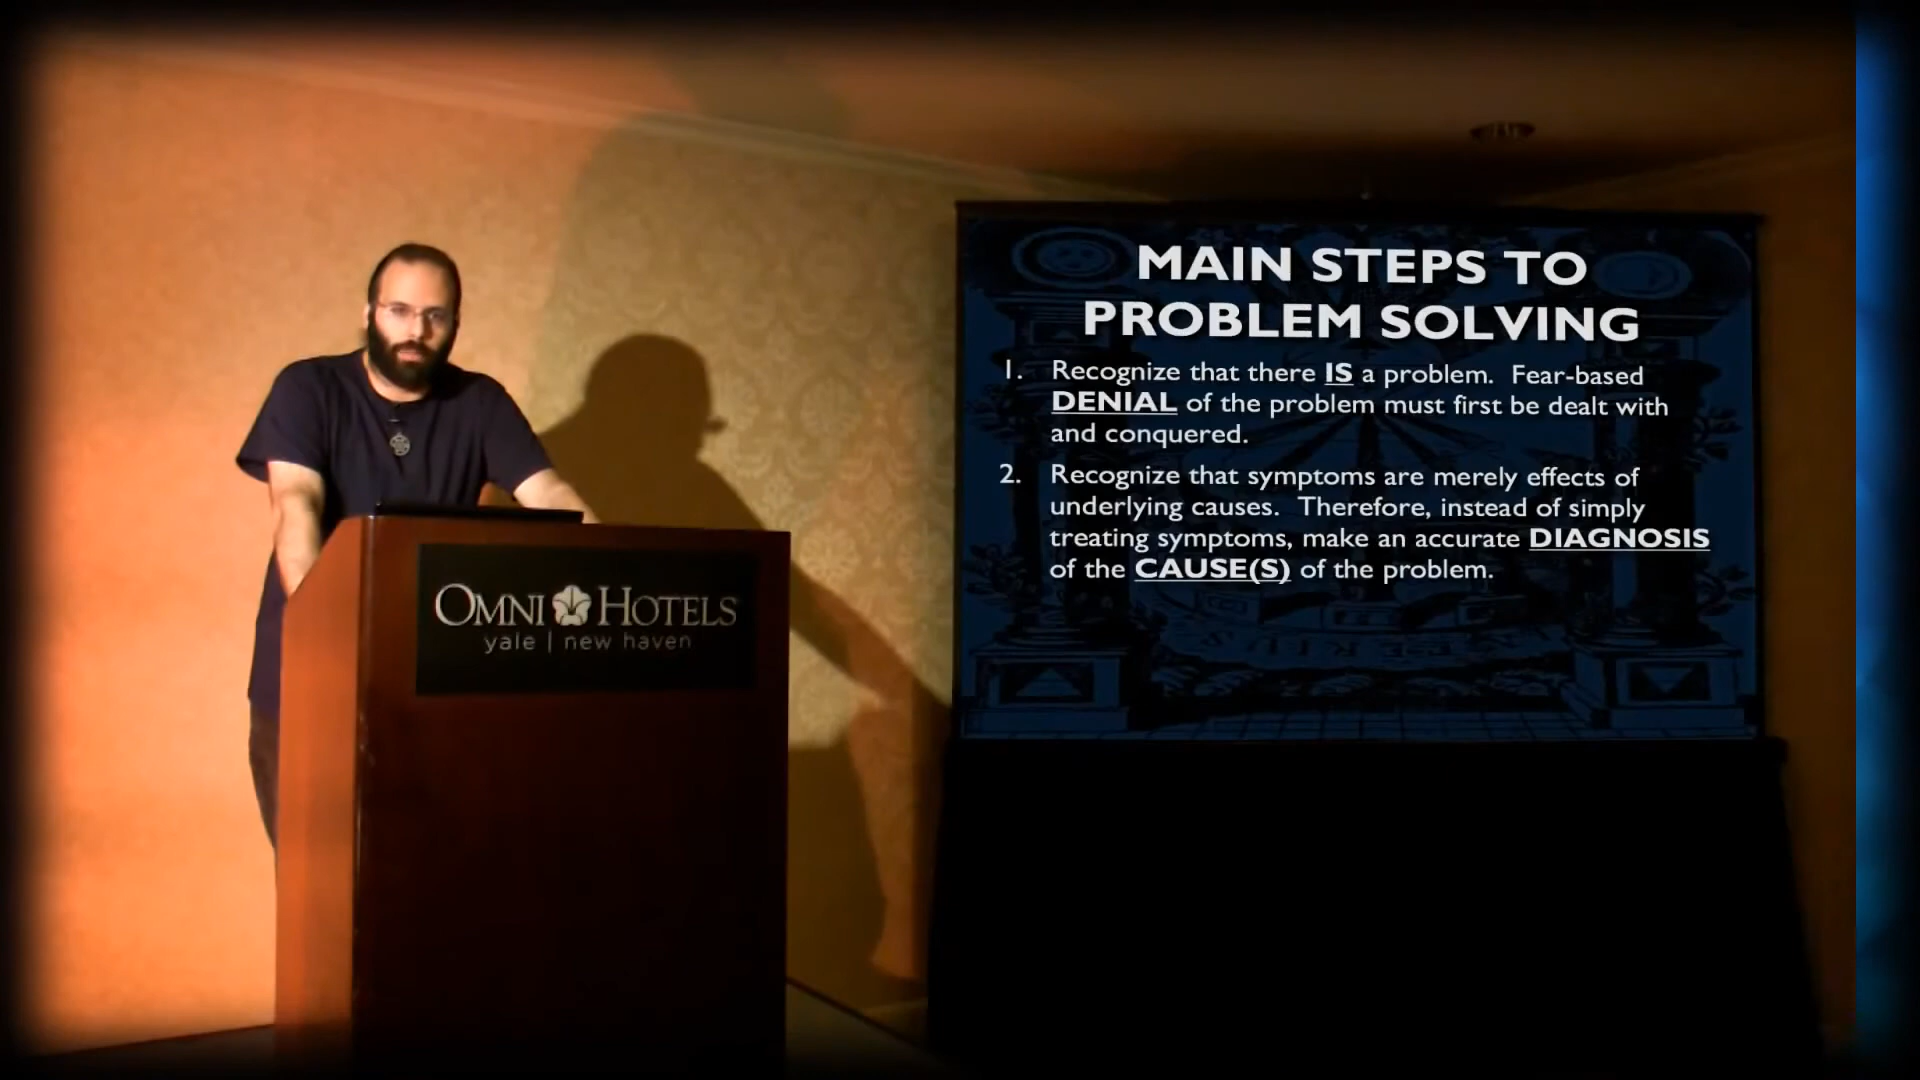 MAIN STEPS TO
PROBLEM SOLVING
1. Recognize that there IS a problem. Fear-based
DENIAL of the problem must first be dealt with
and conquered.
2. Recognize that symptoms are merely effects of
underlying causes. Therefore, instead of simply
treating symptoms, make an accurate DIAGNOSIS
of the CAUSE(S) of the problem.
OMNI HOTELS
yale | new haven